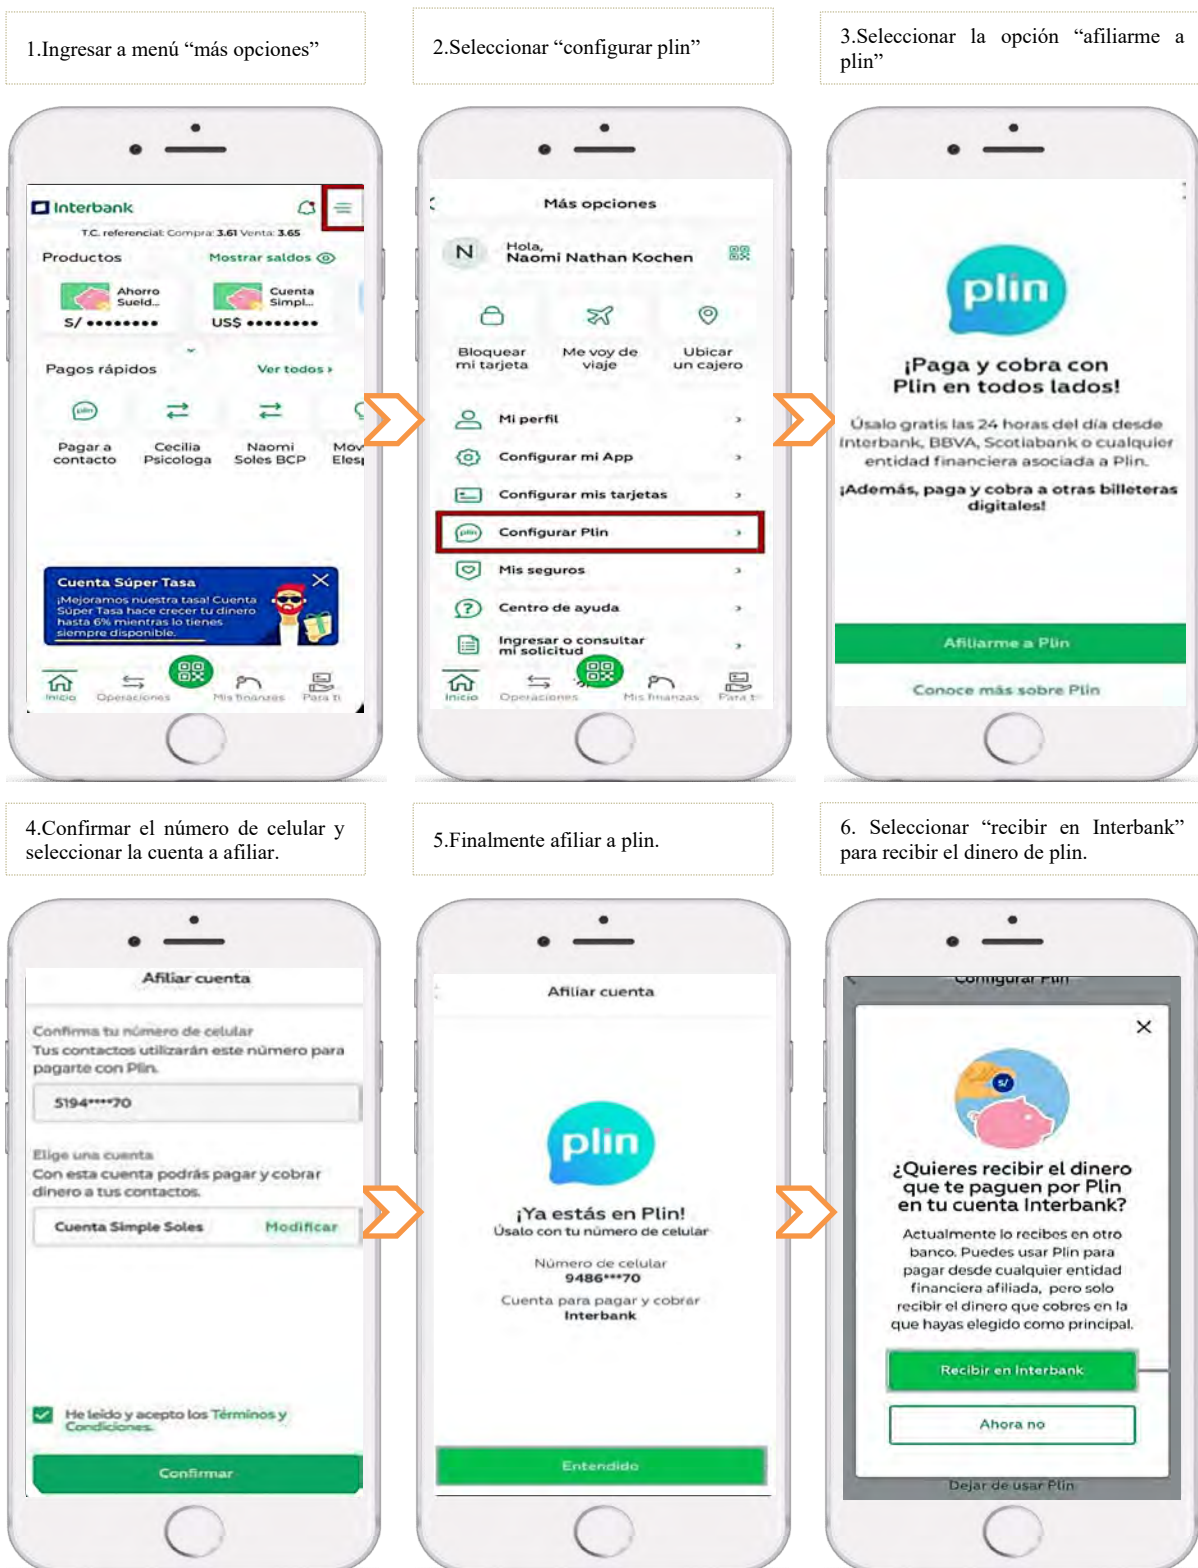 1.Ingresar a menú “más opciones”
2.Seleccionar “configurar plin”
3.Seleccionar la opción “afiliarme a
plin”
Interbank
T.C. referencial: Compra: 3.61 Venta: 3.65
Productos Mostrar saldos
Ahorro
Sueld...
S/ ••••••••
Cuenta
Simpl...
US$ ••••••••
Pagos rápidos Ver todos ›
plin
Pagar a
contacto
Cecilia
Psicologa
Naomi
Soles BCP
Mov
Eles
Cuenta Súper Tasa
¡Mejoramos nuestra tasa! Cuenta
Súper Tasa hace crecer tu dinero
hasta 6% mientras lo tienes
siempre disponible.
Inicio Operaciones Mis finanzas Para ti
Más opciones
N
Hola,
Naomi Nathan Kochen
Bloquear
mi tarjeta
Me voy de
viaje
Ubicar
un cajero
Mi perfil
Configurar mi App
Configurar mis tarjetas
plin Configurar Plin
Mis seguros
Centro de ayuda
Ingresar o consultar
mi solicitud
Inicio Operaciones Mis finanzas Para t
plin
¡Paga y cobra con
Plin en todos lados!
Úsalo gratis las 24 horas del día desde
Interbank, BBVA, Scotiabank o cualquier
entidad financiera asociada a Plin.
¡Además, paga y cobra a otras billeteras
digitales!
Afiliarme a Plin
Conoce más sobre Plin
4.Confirmar el número de celular y
seleccionar la cuenta a afiliar.
5.Finalmente afiliar a plin.
6. Seleccionar “recibir en Interbank”
para recibir el dinero de plin.
Afiliar cuenta
Confirma tu número de celular
Tus contactos utilizarán este número para
pagarte con Plin.
5194****70
Elige una cuenta
Con esta cuenta podrás pagar y cobrar
dinero a tus contactos.
Cuenta Simple Soles Modificar
He leído y acepto los Términos y
Condiciones.
Confirmar
Afiliar cuenta
plin
¡Ya estás en Plin!
Úsalo con tu número de celular
Número de celular
9486***70
Cuenta para pagar y cobrar
Interbank
Entendido
Configurar Plin
S/
¿Quieres recibir el dinero
que te paguen por Plin
en tu cuenta Interbank?
Actualmente lo recibes en otro
banco. Puedes usar Plin para
pagar desde cualquier entidad
financiera afiliada, pero solo
recibir el dinero que cobres en la
que hayas elegido como principal.
Recibir en Interbank
Ahora no
Dejar de usar Plin